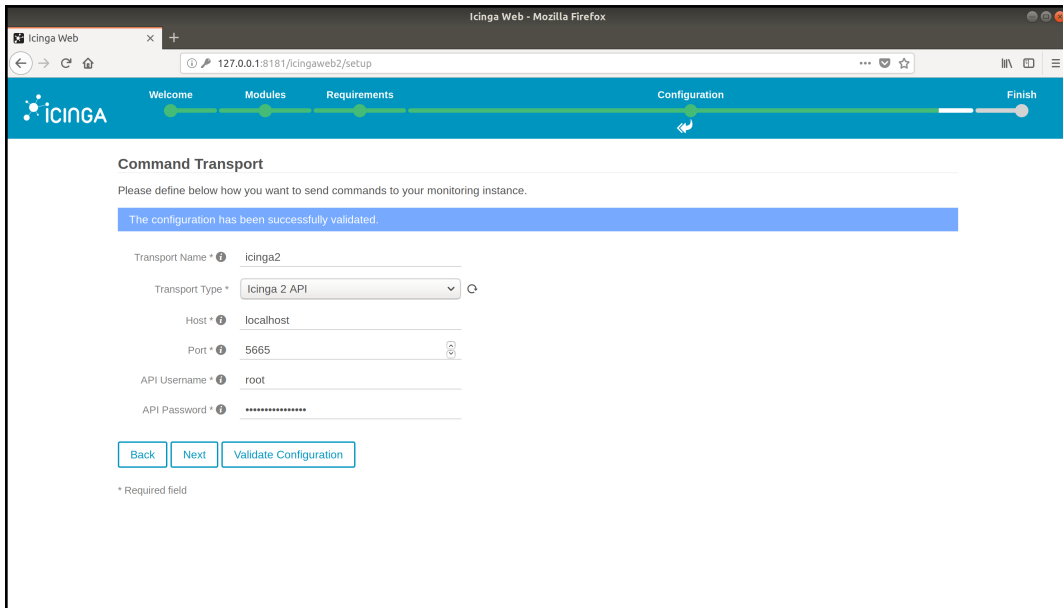 Icinga Web - Mozilla Firefox
Icinga Web
127.0.0.1:8181/icingaweb2/setup
ICINGA
Welcome Modules Requirements Configuration Finish
Command Transport
Please define below how you want to send commands to your monitoring instance.
The configuration has been successfully validated.
Transport Name * icinga2
Transport Type * Icinga 2 API
Host * localhost
Port * 5665
API Username * root
API Password * •••••••••••••••
Back Next Validate Configuration
* Required field